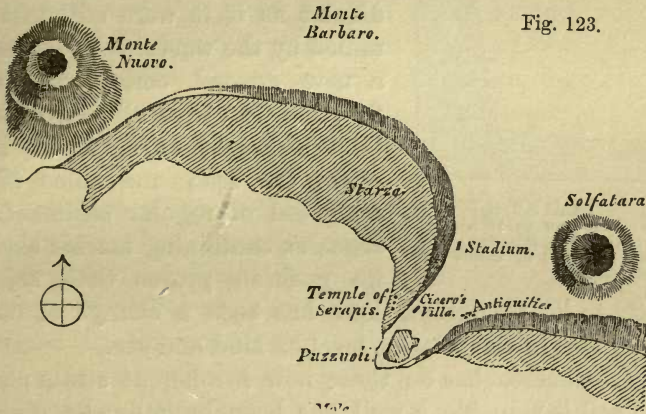 Monte
Barbaro.
Fig. 123.
Monte
Nuovo.
Starza.
Solfatara
Stadium.
Temple of
Serapis.
Cicero's
Villa.
Antiquities
Puzzuoli